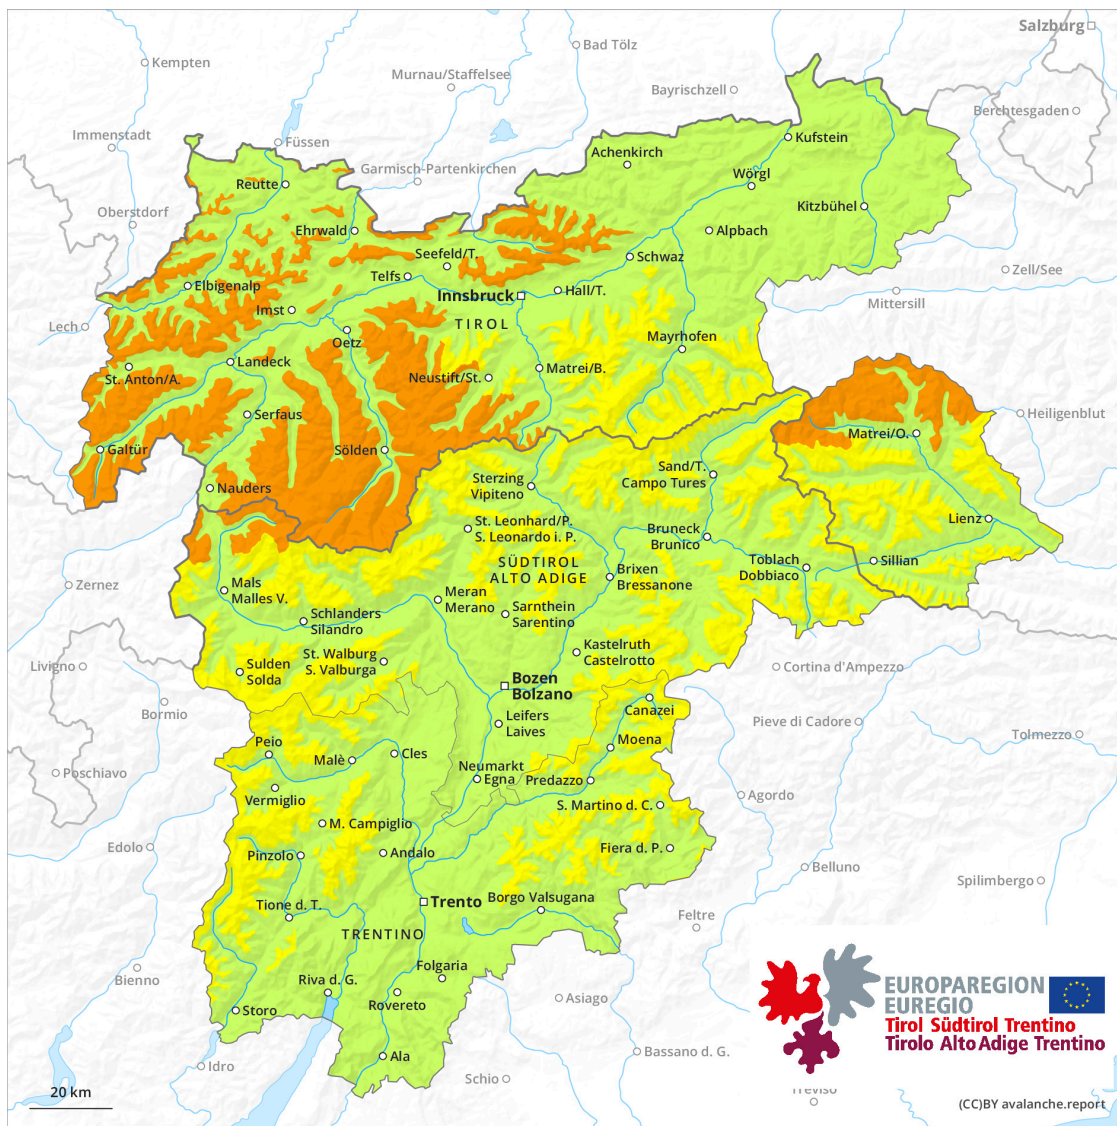 Salzburg
Bad Tölz
Kempten
Murnau/Staffelsee
Bayrischzell
Berchtesgaden
Immenstadt
Füssen
Kufstein
Achenkirch
Garmisch-Partenkirchen
Wörgl
Reutte
Kitzbühel
Oberstdorf
Ehrwald
Alpbach
Seefeld/T.
Schwaz
Zell/See
Telfs
Elbigenalp
Hall/T.
Innsbruck
Mittersill
Imst
TIROL
Lech
Oetz
Mayrhofen
Landeck
Matrei/B.
St. Anton/A.
Neustift/St.
Serfaus
Heiligenblut
Matrei/O.
Galtür
Sölden
Sand/T.
Campo Tures
Sterzing
Vipiteno
Nauders
Lienz
St. Leonhard/P.
S. Leonardo i. P.
Bruneck
Brunico
SÜDTIROL
ALTO ADIGE
Toblach
Dobbiaco
Sillian
Brixen
Bressanone
Zernez
Mals
Malles V.
Meran
Merano
Sarnthein
Sarentino
Schlanders
Silandro
Kastelruth
Castelrotto
St. Walburg
S. Valburga
Livigno
Sulden
Solda
Cortina d'Ampezzo
Bozen
Bolzano
Canazei
Bormio
Leifers
Laives
Pieve di Cadore
Moena
Tolmezzo
Peio
Cles
Malè
Neumarkt
Egna
Poschiavo
Predazzo
Vermiglio
Agordo
S. Martino d. C.
M. Campiglio
Edolo
Fiera d. P.
Pinzolo
Andalo
Belluno
Spilimbergo
Borgo Valsugana
Trento
Tione d. T.
Feltre
TRENTINO
Folgaria
Bienno
Riva d. G.
Rovereto
Asiago
Storo
EUROPAREGION
EUREGIO
Tirol Südtirol Trentino
Tirolo Alto Adige Trentino
Ala
Bassano d. G.
Idro
Schio
20 km
Treviso
(CC)BY avalanche.report